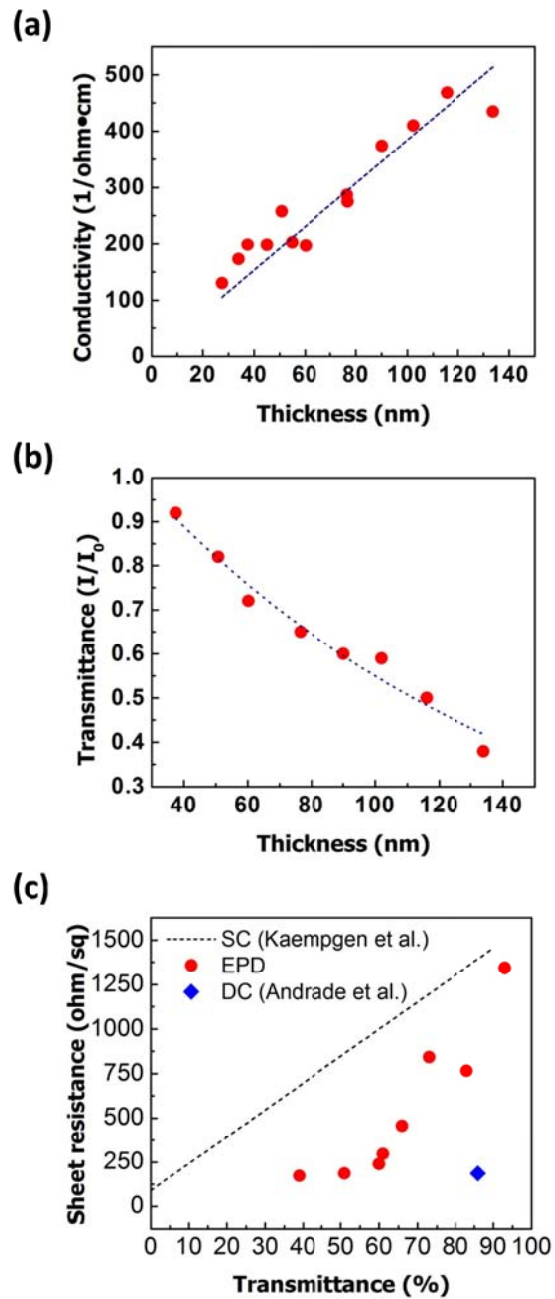 (a)
Conductivity (1/ohm•cm)
500
400
300
200
100
0
0 20 40 60 80 100 120 140
Thickness (nm)
(b)
Transmittance (I/I₀)
1.0
0.9
0.8
0.7
0.6
0.5
0.4
0.3
40 60 80 100 120 140
Thickness (nm)
(c)
Sheet resistance (ohm/sq)
1500
1250
1000
750
500
250
0
SC (Kaempgen et al.)
EPD
DC (Andrade et al.)
0 10 20 30 40 50 60 70 80 90 100
Transmittance (%)